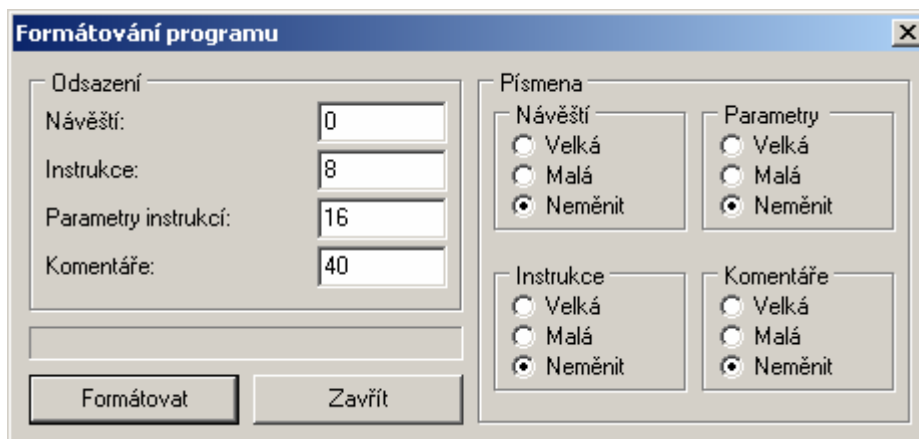 Formátování programu
Odsazení
Návěští:
0
Instrukce:
8
Parametry instrukcí:
16
Komentáře:
40
Formátovat
Zavřít
Písmena
Návěští
Velká
Malá
Neměnit
Parametry
Velká
Malá
Neměnit
Instrukce
Velká
Malá
Neměnit
Komentáře
Velká
Malá
Neměnit